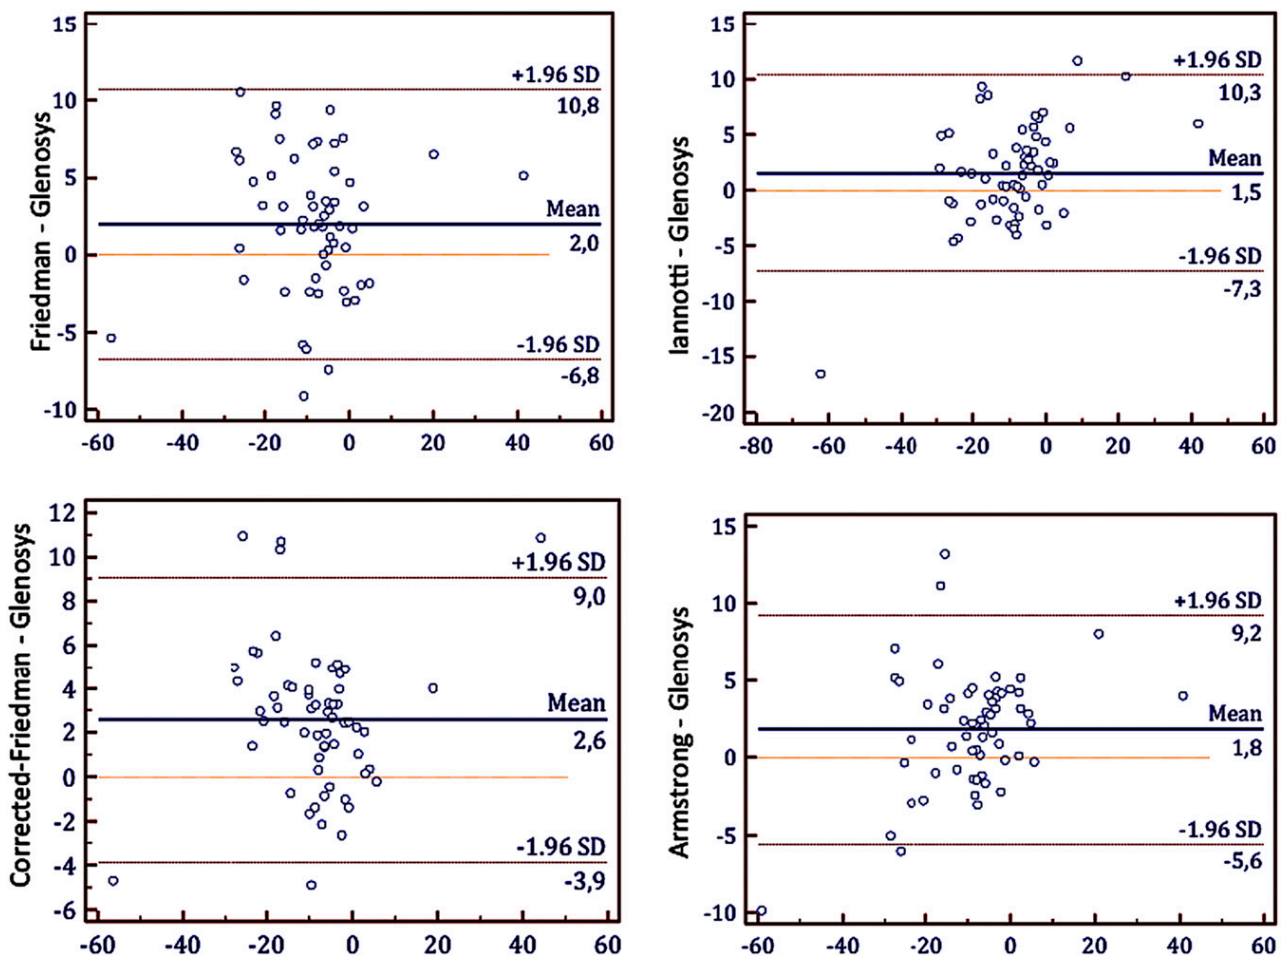 15
10
5
0
-5
-10
Friedman - Glenosys
+1.96 SD
10,8
Mean
2,0
-1.96 SD
-6,8
-60 -40 -20 0 20 40 60
15
10
5
0
-5
-10
-15
-20
Iannotti - Glenosys
+1.96 SD
10,3
Mean
1,5
-1.96 SD
-7,3
-80 -60 -40 -20 0 20 40 60
12
10
8
6
4
2
0
-2
-4
-6
Corrected-Friedman - Glenosys
+1.96 SD
9,0
Mean
2,6
-1.96 SD
-3,9
-60 -40 -20 0 20 40 60
15
10
5
0
-5
-10
Armstrong - Glenosys
+1.96 SD
9,2
Mean
1,8
-1.96 SD
-5,6
-60 -40 -20 0 20 40 60